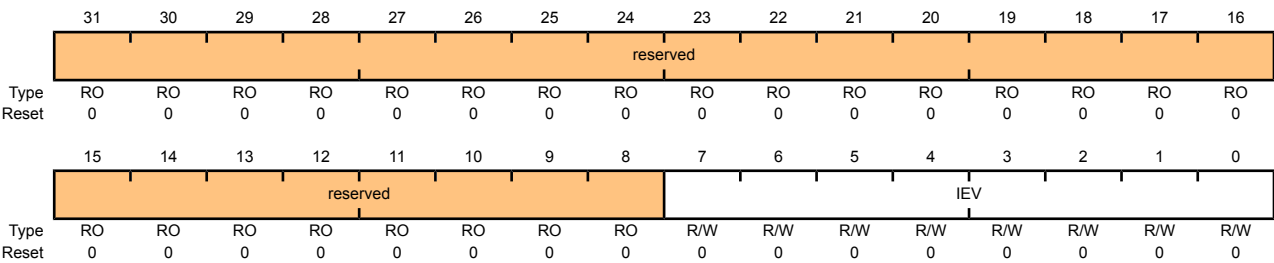 31 30 29 28 27 26 25 24 23 22 21 20 19 18 17 16
reserved
Type RO RO RO RO RO RO RO RO RO RO RO RO RO RO RO RO
Reset 0 0 0 0 0 0 0 0 0 0 0 0 0 0 0 0
15 14 13 12 11 10 9 8 7 6 5 4 3 2 1 0
reserved IEV
Type RO RO RO RO RO RO RO RO R/W R/W R/W R/W R/W R/W R/W R/W
Reset 0 0 0 0 0 0 0 0 0 0 0 0 0 0 0 0